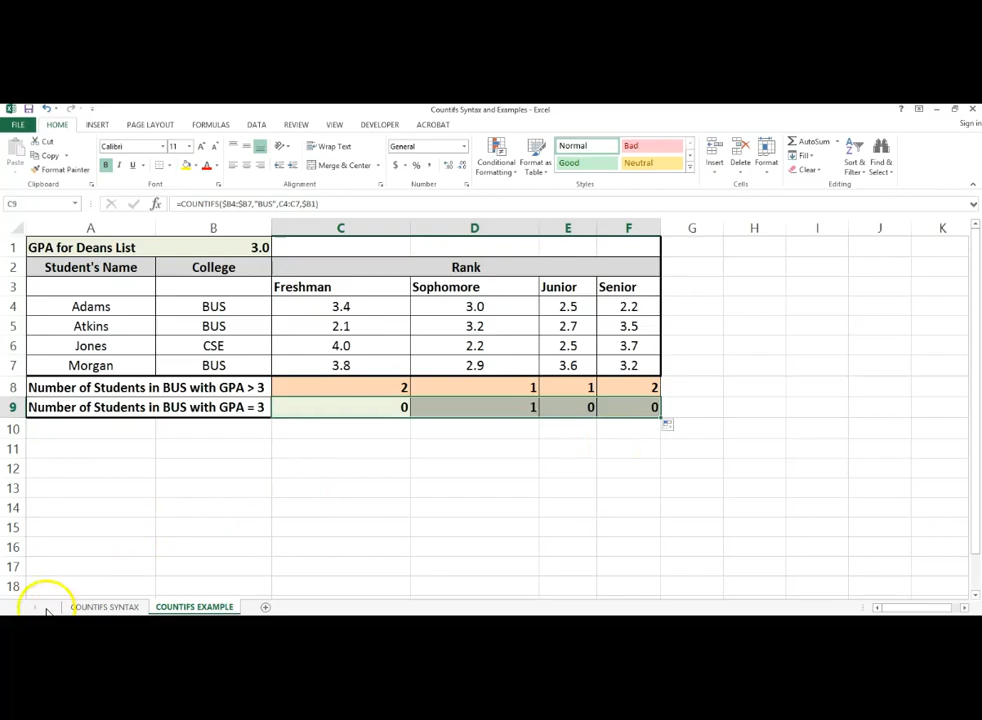 Countifs Syntax and Examples - Excel
Sign in
FILE HOME INSERT PAGE LAYOUT FORMULAS DATA REVIEW VIEW DEVELOPER ACROBAT
Paste
Cut
Copy
Format Painter
Clipboard
Calibri 11
B I U
Font
Wrap Text
Merge & Center
Alignment
General
$ % ,
Number
Conditional Formatting
Format as Table
Normal Bad
Good Neutral
Styles
Insert Delete Format
Cells
AutoSum
Fill
Clear
Sort & Filter
Find & Select
Editing
C9 fx =COUNTIFS($B4:$B7,"BUS",C4:C7,$B1)
A B C D E F G H I J K
1 GPA for Deans List 3.0
2 Student's Name College Rank
3 Freshman Sophomore Junior Senior
4 Adams BUS 3.4 3.0 2.5 2.2
5 Atkins BUS 2.1 3.2 2.7 3.5
6 Jones CSE 4.0 2.2 2.5 3.7
7 Morgan BUS 3.8 2.9 3.6 3.2
8 Number of Students in BUS with GPA > 3 2 1 1 2
9 Number of Students in BUS with GPA = 3 0 1 0 0
10
11
12
13
14
15
16
17
18
COUNTIFS SYNTAX COUNTIFS EXAMPLE